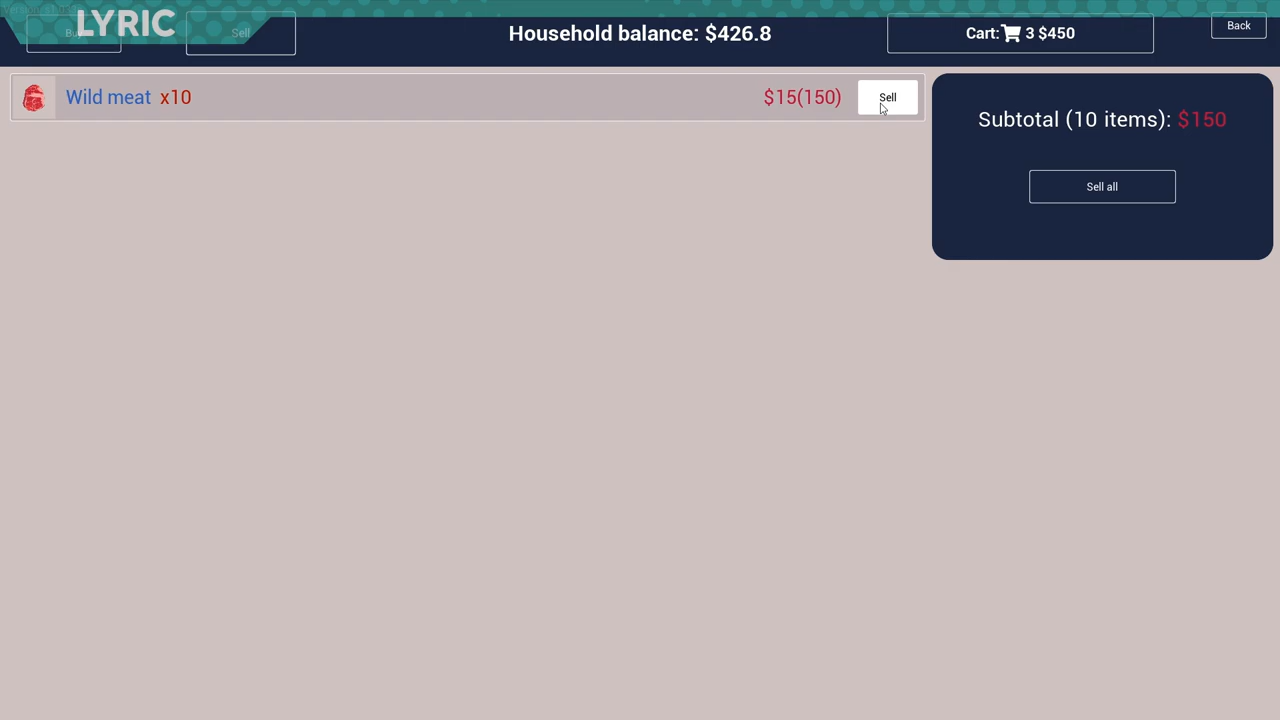 LYRIC
Sell
Household balance: $426.8
Cart: 3 $450
Back
Wild meat x10
$15(150)
Sell
Subtotal (10 items): $150
Sell all